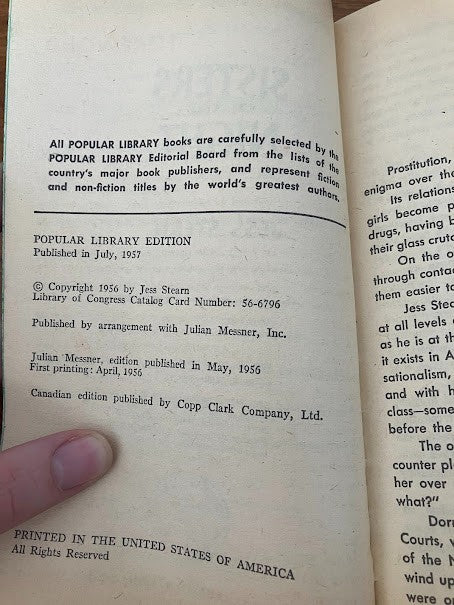 All POPULAR LIBRARY books are carefully selected by the
POPULAR LIBRARY Editorial Board from the lists of the
country's major book publishers, and represent fiction
and non-fiction titles by the world's greatest authors.
POPULAR LIBRARY EDITION
Published in July, 1957
© Copyright 1956 by Jess Stearn
Library of Congress Catalog Card Number: 56-6796
Published by arrangement with Julian Messner, Inc.
Julian Messner, edition published in May, 1956
First printing: April, 1956
Canadian edition published by Copp Clark Company, Ltd.
PRINTED IN THE UNITED STATES OF AMERICA
All Rights Reserved
Prostitution,
enigma over the
Its relations
girls become p
drugs, having b
their glass crutc
On the o
through contac
them easier to
Jess Stea
at all levels
as he is at th
it exists in A
sationalism,
and with h
class—some
before the
The o
counter pl
her over
what?"
Dorr
Courts, v
of the N
wind up
were or